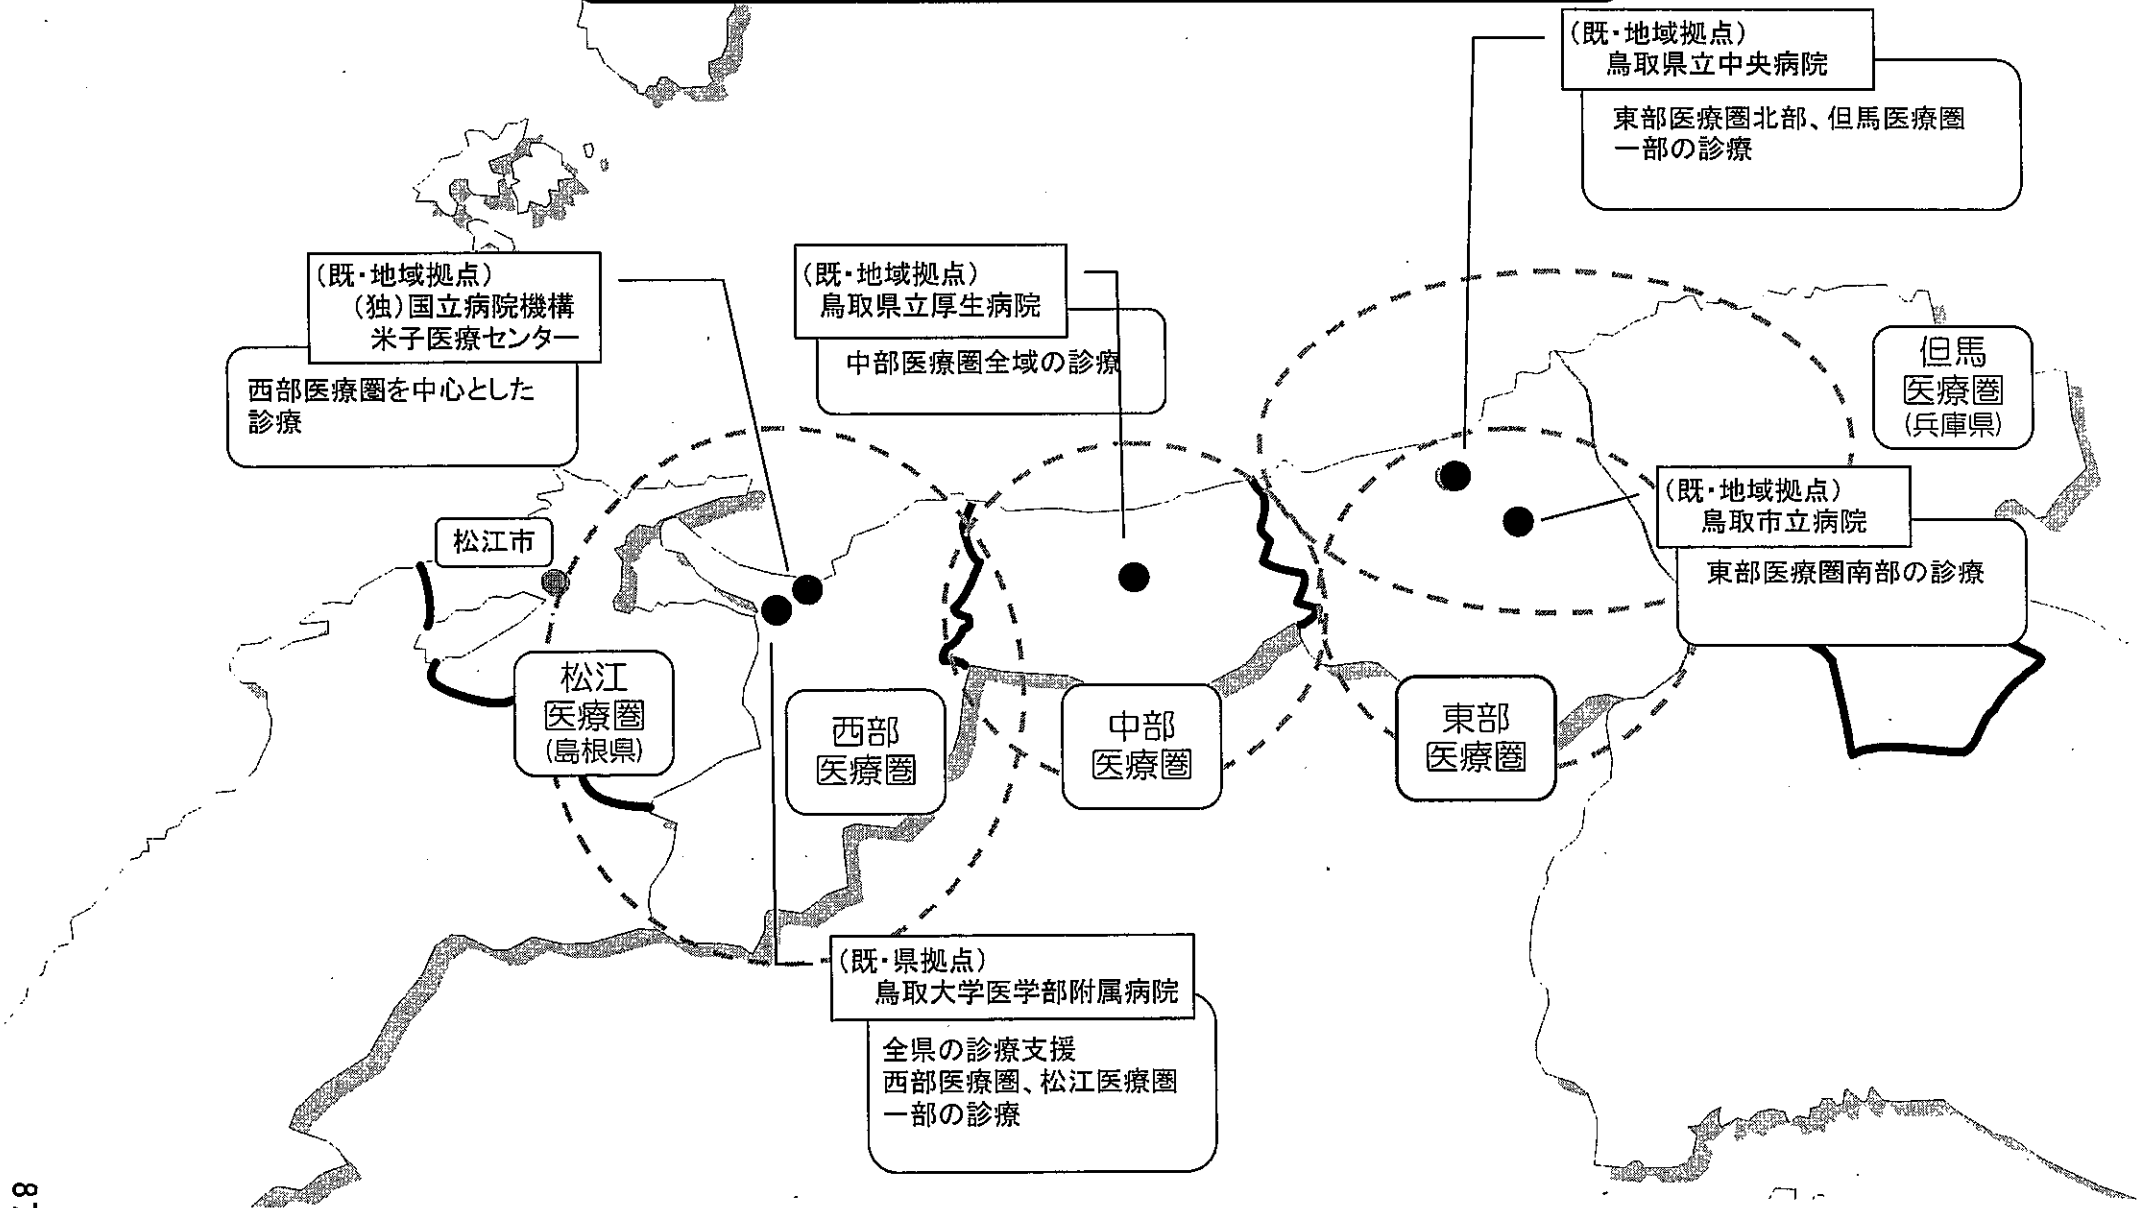 (既・地域拠点)
鳥取県立中央病院
東部医療圏北部、但馬医療圏
一部の診療
(既・地域拠点)
(独)国立病院機構
米子医療センター
西部医療圏を中心とした
診療
(既・地域拠点)
鳥取県立厚生病院
中部医療圏全域の診療
但馬
医療圏
(兵庫県)
(既・地域拠点)
鳥取市立病院
東部医療圏南部の診療
松江市
松江
医療圏
(島根県)
西部
医療圏
中部
医療圏
東部
医療圏
(既・県拠点)
鳥取大学医学部附属病院
全県の診療支援
西部医療圏、松江医療圏
一部の診療